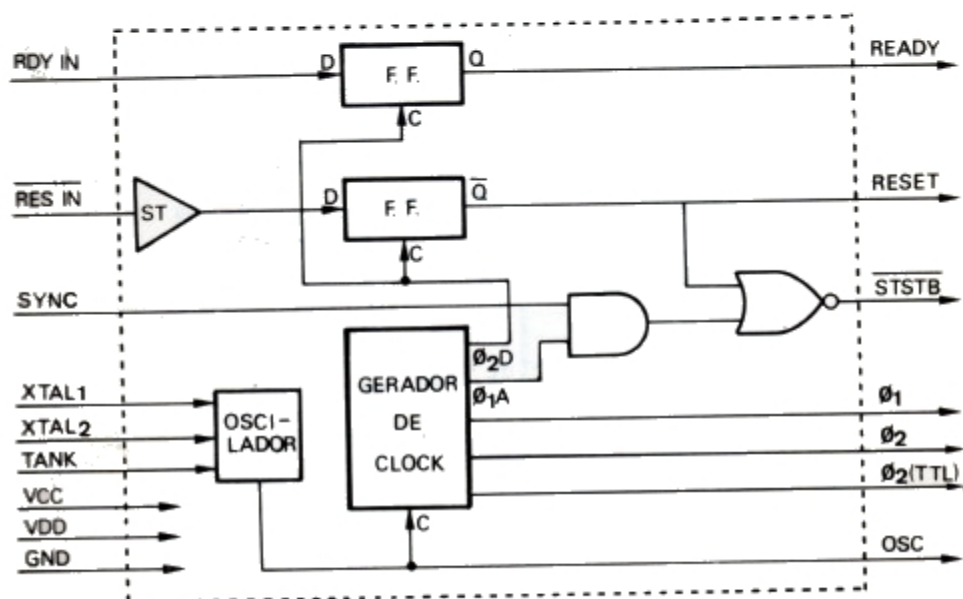 RDY IN
D
F. F.
Q
READY
C
RES IN
ST
D
F. F.
Q
RESET
C
SYNC
STSTB
Ø2D
Ø1A
GERADOR
DE
CLOCK
C
XTAL1
XTAL2
TANK
OSCI-
LADOR
Ø1
Ø2
Ø2(TTL)
VCC
VDD
GND
OSC